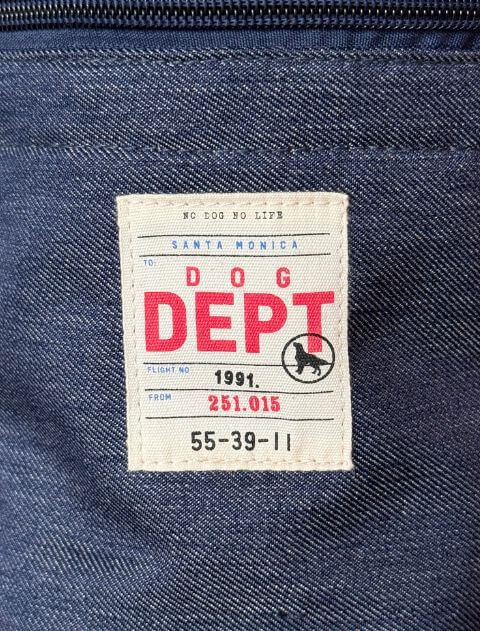 NO DOG NO LIFE
SANTA MONICA
TO:
DOG
DEPT
FLIGHT NO 1991.
FROM 251.015
55-39-11